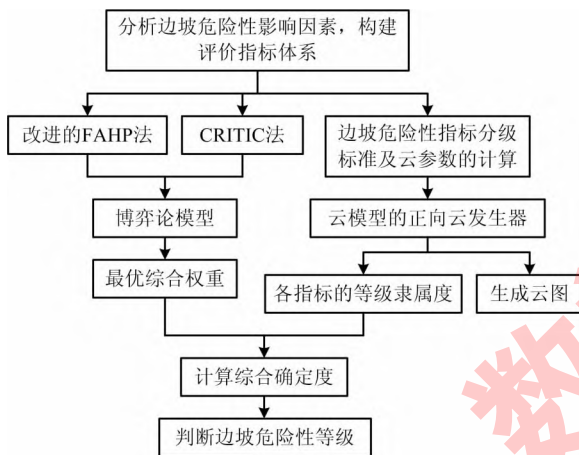 分析边坡危险性影响因素，构建
评价指标体系
改进的FAHP法
CRITIC法
边坡危险性指标分级
标准及云参数的计算
博弈论模型
云模型的正向云发生器
最优综合权重
各指标的等级隶属度
生成云图
计算综合确定度
判断边坡危险性等级
数